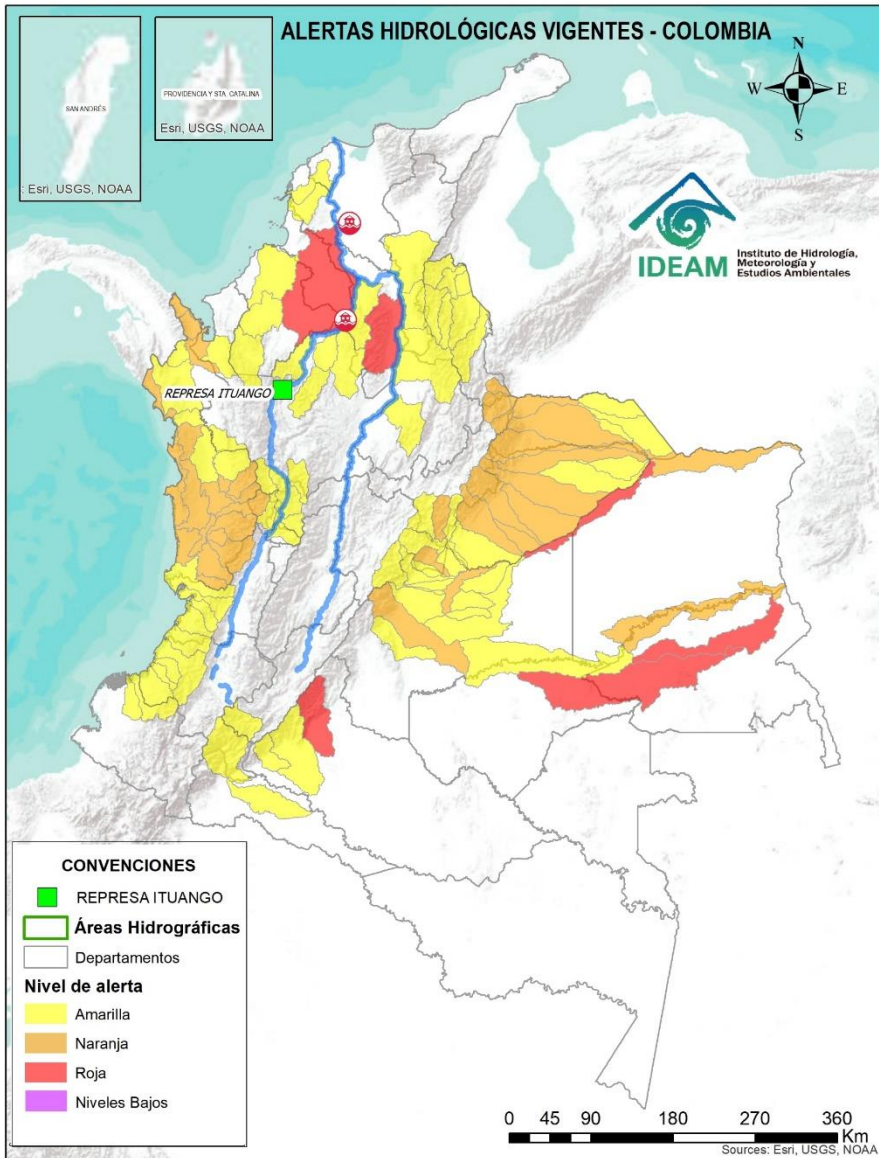 ALERTAS HIDROLÓGICAS VIGENTES - COLOMBIA
SAN ANDRÉS
: Esri, USGS, NOAA
PROVIDENCIA Y STA. CATALINA
Esri, USGS, NOAA
N
W
E
S
IDEAM
Instituto de Hidrología,
Meteorología y
Estudios Ambientales
REPRESA ITUANGO
CONVENCIONES
REPRESA ITUANGO
Áreas Hidrográficas
Departamentos
Nivel de alerta
Amarilla
Naranja
Roja
Niveles Bajos
0 45 90 180 270 360
Km
Sources: Esri, USGS, NOAA